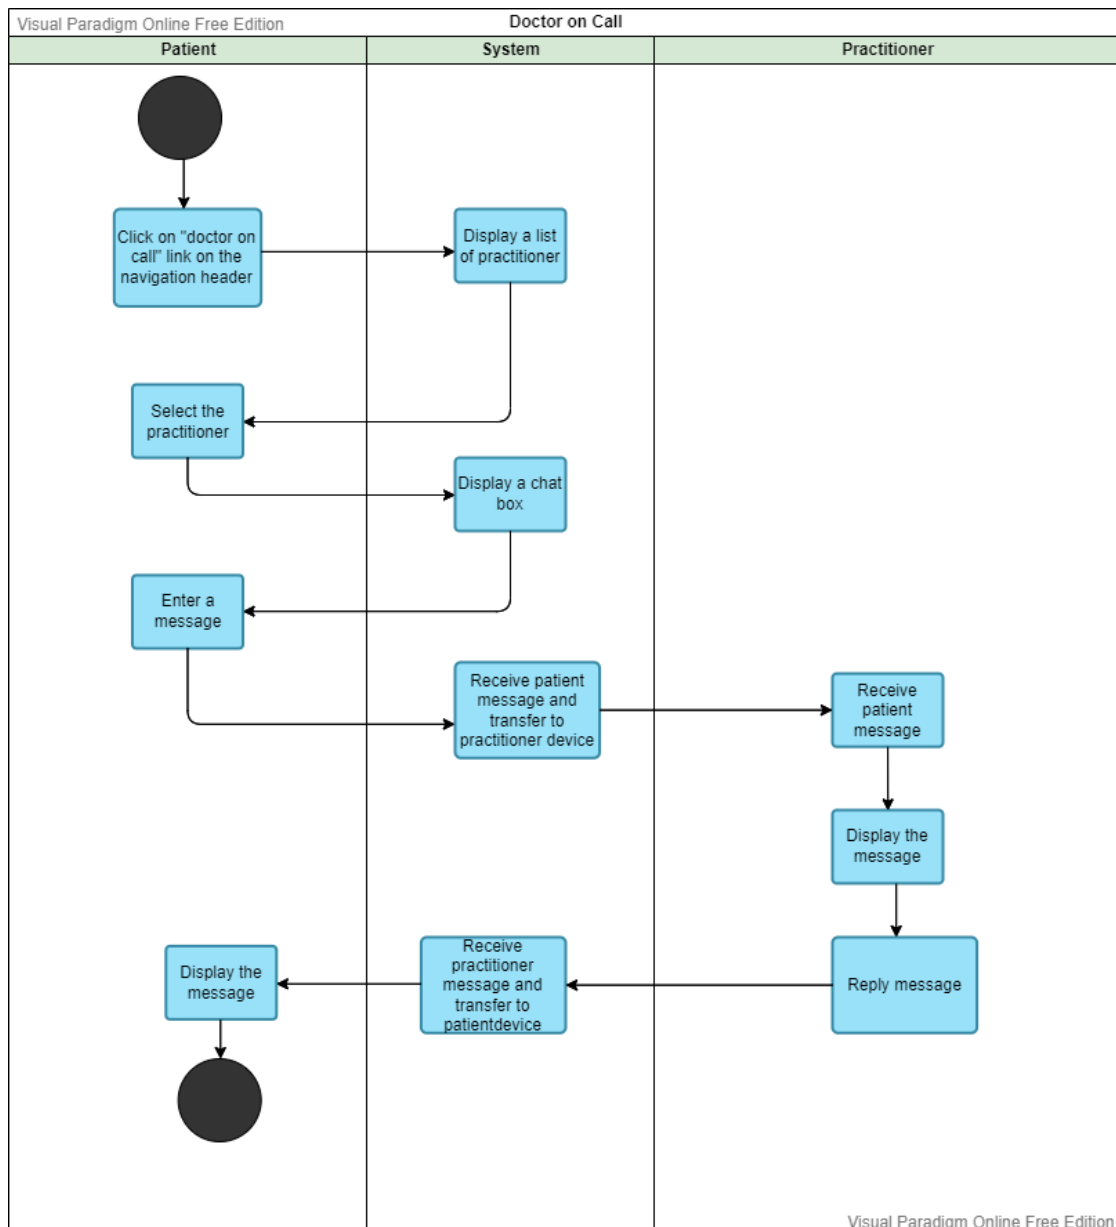 Visual Paradigm Online Free Edition
Doctor on Call
Patient
System
Practitioner
Click on "doctor on
call" link on the
navigation header
Display a list
of practitioner
Select the
practitioner
Display a chat
box
Enter a
message
Receive patient
message and
transfer to
practitioner device
Receive
patient
message
Display the
message
Reply message
Receive
practitioner
message and
transfer to
patientdevice
Display the
message
Visual Paradigm Online Free Edition